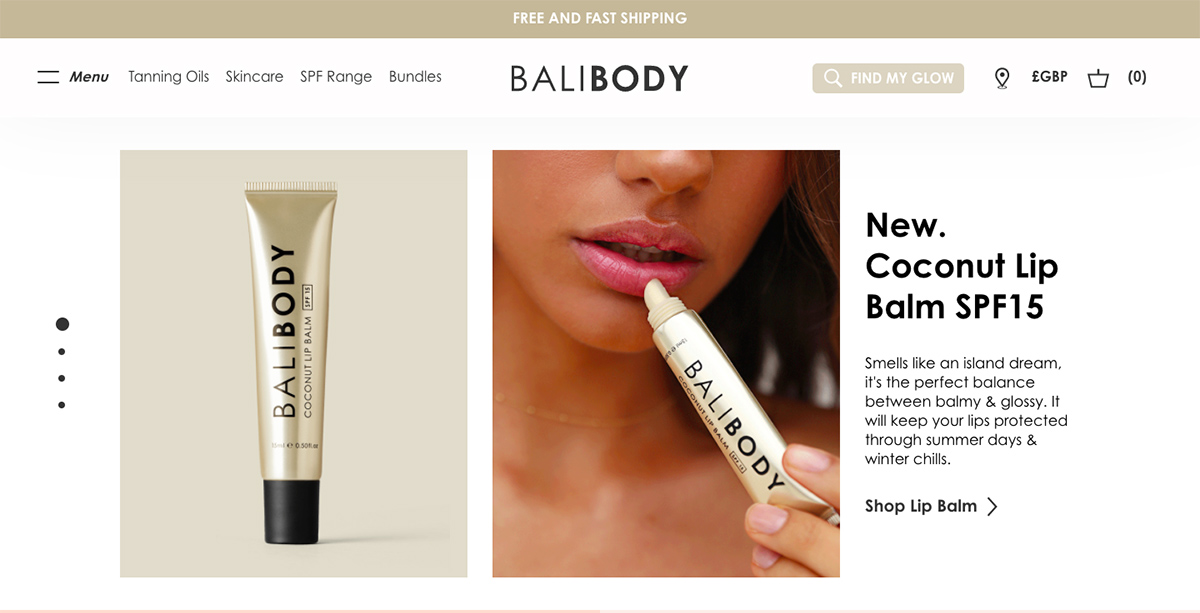 FREE AND FAST SHIPPING
Menu
Tanning Oils
Skincare
SPF Range
Bundles
BALIBODY
FIND MY GLOW
£GBP
(0)
BALIBODY
COCONUT LIP BALM SPF 15
15ml e 0.50fl oz
BALIBODY
COCONUT LIP BALM SPF 15
New.
Coconut Lip
Balm SPF15
Smells like an island dream,
it's the perfect balance
between balmy & glossy. It
will keep your lips protected
through summer days &
winter chills.
Shop Lip Balm